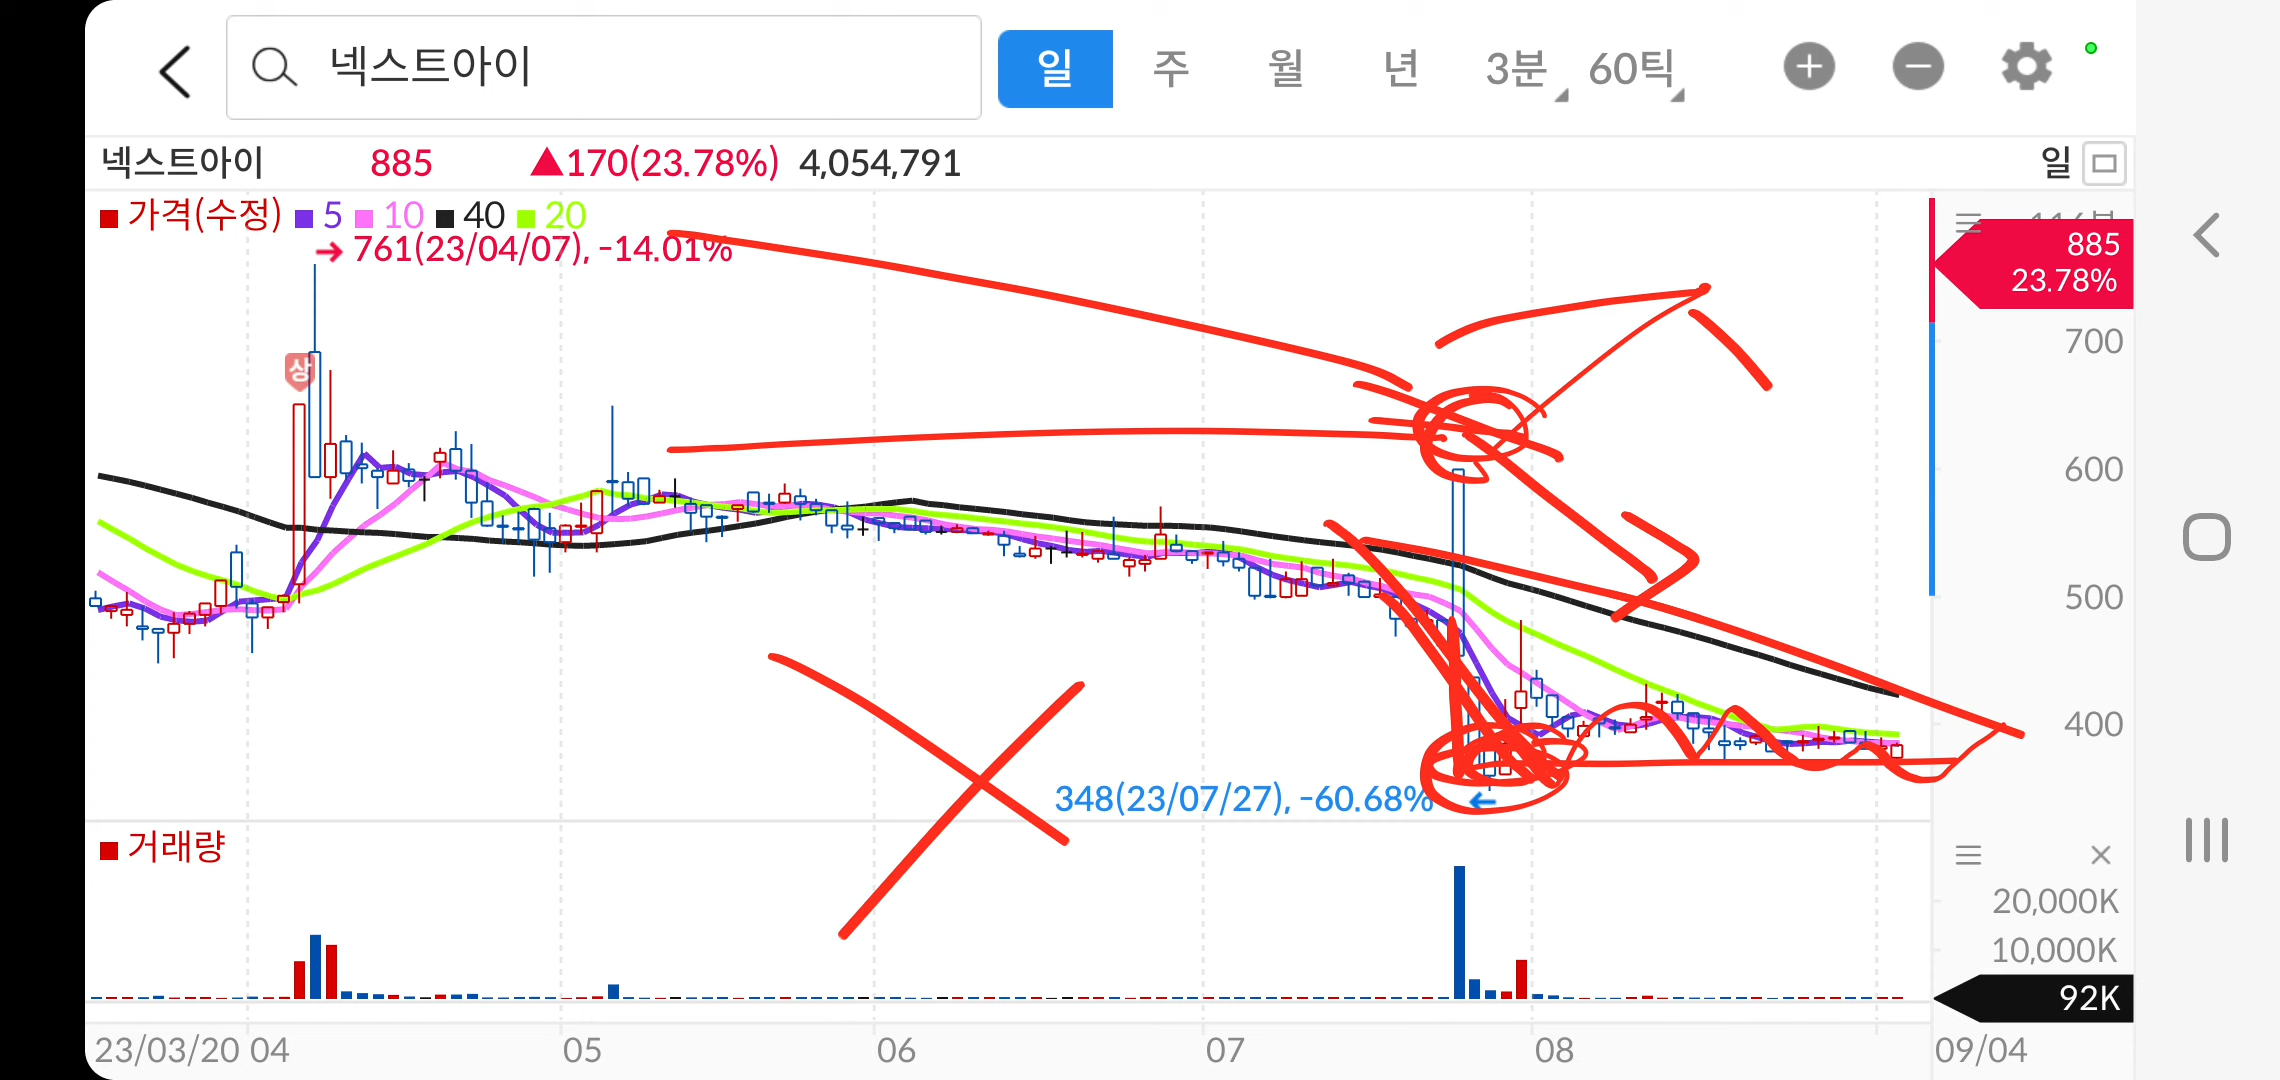 넥스트아이
일 주 월 년 3분 60틱
넥스트아이 885 ▲170(23.78%) 4,054,791 일
가격(수정) 5 10 40 20
→ 761(23/04/07), -14.01%
885
23.78%
상
700
600
500
400
348(23/07/27), -60.68% ←
거래량
20,000K
10,000K
92K
23/03/20 04 05 06 07 08 09/04